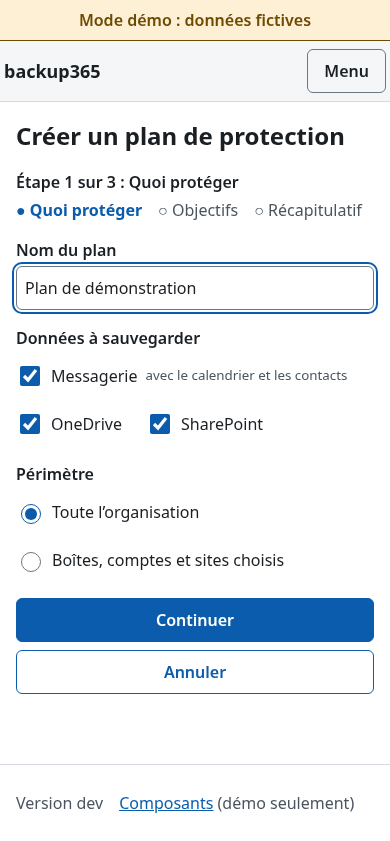 Mode démo : données fictives
backup365
Menu
Créer un plan de protection
Étape 1 sur 3 : Quoi protéger
● Quoi protéger ○ Objectifs ○ Récapitulatif
Nom du plan
Plan de démonstration
Données à sauvegarder
Messagerie avec le calendrier et les contacts
OneDrive SharePoint
Périmètre
Toute l’organisation
Boîtes, comptes et sites choisis
Continuer
Annuler
Version dev Composants (démo seulement)